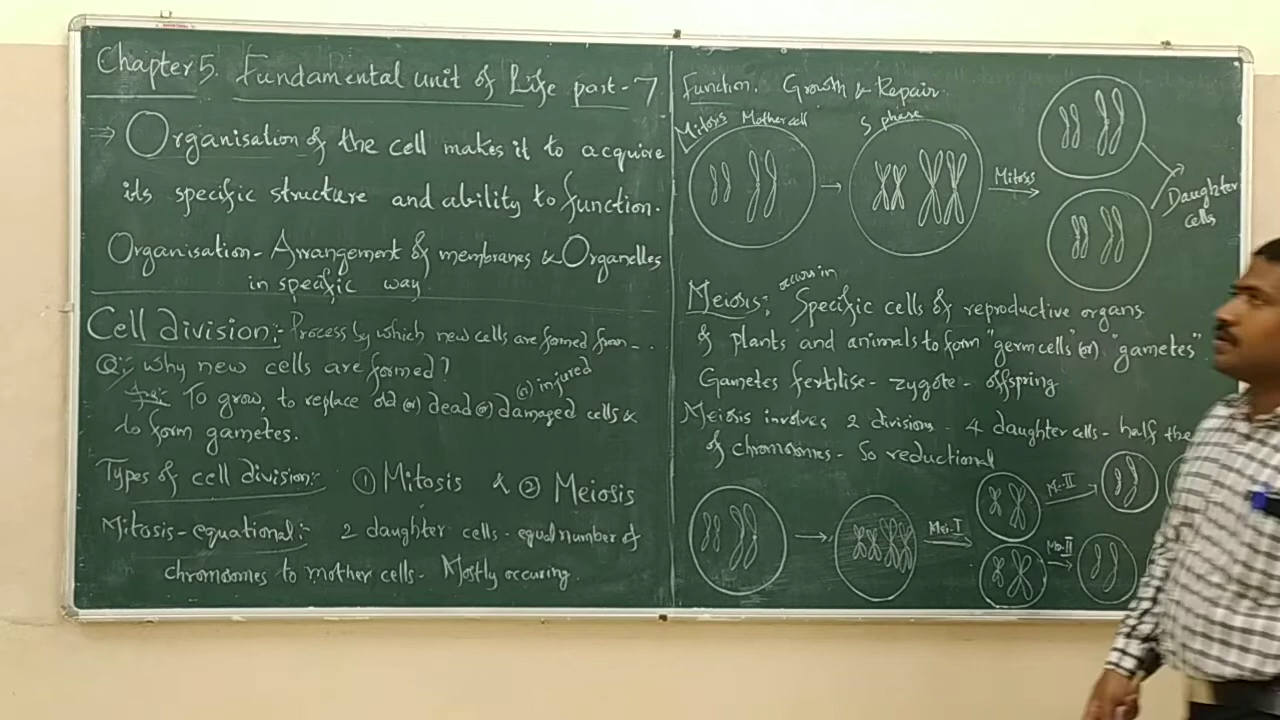 Chapter 5. Fundamental unit of Life part-7
⇒ Organisation of the cell makes it to acquire
its specific structure and ability to function.
Organisation - Arrangement of membranes & Organelles
in specific way.
Cell division:- Process by which new cells are formed from - ..
Q:- Why new cells are formed?
Ans:- To grow, to replace old (or) dead (or) damaged (or) injured cells &
to form gametes.
Types of cell division:- ① Mitosis & ② Meiosis
Mitosis - equational:- 2 daughter cells - equal number of
chromosomes to mother cells - Mostly occuring.
Function. Growth & Repair
Mitosis Mother cell
S phase
Mitosis
Daughter
cells
Meiosis: occurs in Specific cells of reproductive organs
of plants and animals to form "germ cells" (or) "gametes"
Gametes fertilise - zygote - offspring
Meiosis involves 2 divisions - 4 daughter cells - half the
of chromosomes - So reductional
Mei. I
Mei. II
Mei. II